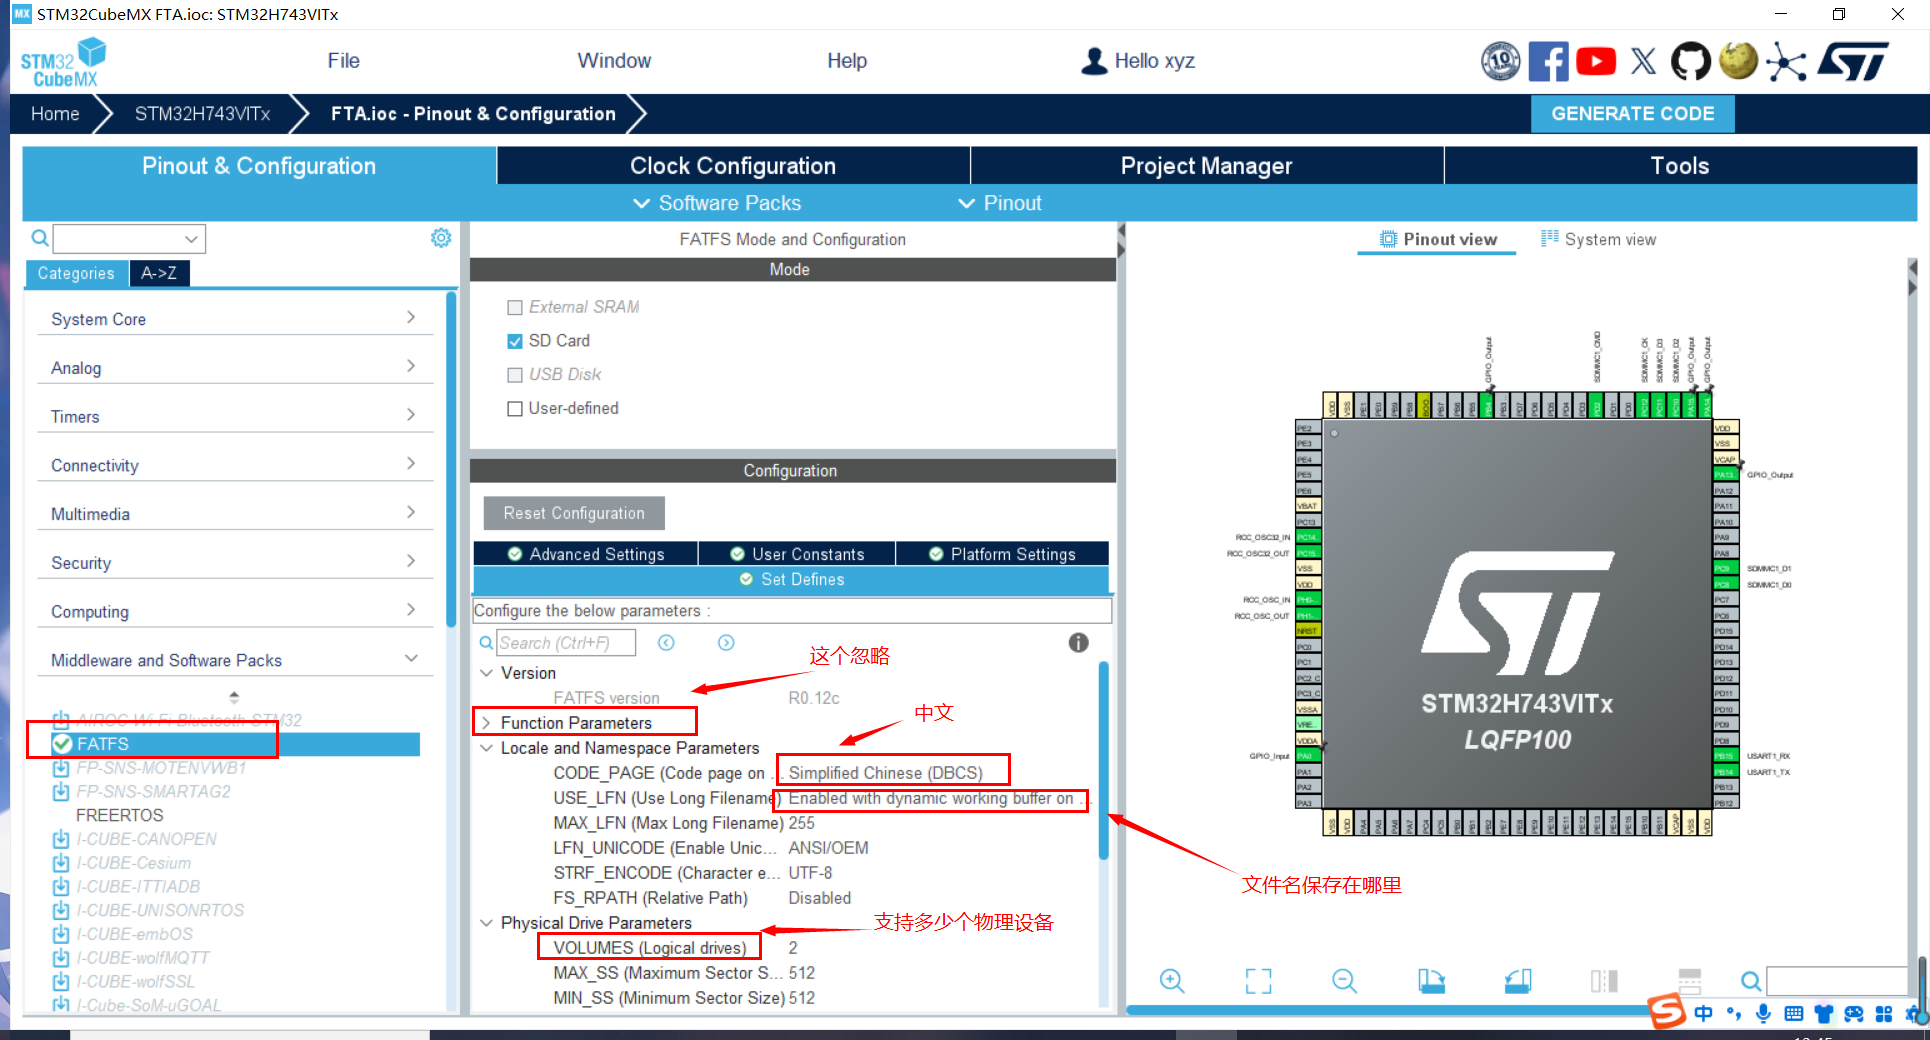 STM32CubeMX FTA.ioc: STM32H743VITx
STM32 CubeMX
File
Window
Help
Hello xyz
Home
STM32H743VITx
FTA.ioc - Pinout & Configuration
GENERATE CODE
Pinout & Configuration
Clock Configuration
Project Manager
Tools
Software Packs
Pinout
Categories
A->Z
System Core
Analog
Timers
Connectivity
Multimedia
Security
Computing
Middleware and Software Packs
AIROC-Wi-Fi-Bluetooth-STM32
FATFS
FP-SNS-MOTENVWB1
FP-SNS-SMARTAG2
FREERTOS
I-CUBE-CANOPEN
I-CUBE-Cesium
I-CUBE-ITTIADB
I-CUBE-UNISONRTOS
I-CUBE-embOS
I-CUBE-wolfMQTT
I-CUBE-wolfSSL
I-Cube-SoM-uGOAL
FATFS Mode and Configuration
Mode
External SRAM
SD Card
USB Disk
User-defined
Configuration
Reset Configuration
Advanced Settings
User Constants
Platform Settings
Set Defines
Configure the below parameters :
Search (Ctrl+F)
Version
FATFS version R0.12c
这个忽略
Function Parameters
中文
Locale and Namespace Parameters
CODE_PAGE (Code page on ... Simplified Chinese (DBCS)
USE_LFN (Use Long Filename) Enabled with dynamic working buffer on ...
MAX_LFN (Max Long Filename) 255
LFN_UNICODE (Enable Unic... ANSI/OEM
STRF_ENCODE (Character e... UTF-8
FS_RPATH (Relative Path) Disabled
文件名保存在哪里
Physical Drive Parameters
支持多少个物理设备
VOLUMES (Logical drives) 2
MAX_SS (Maximum Sector S... 512
MIN_SS (Minimum Sector Size) 512
Pinout view
System view
GPIO_Output
SDMMC1_CMD
SDMMC1_CK
SDMMC1_D3
SDMMC1_D2
GPIO_Output
GPIO_Output
GPIO_Output
RCC_OSC32_IN
RCC_OSC32_OUT
RCC_OSC_IN
RCC_OSC_OUT
GPIO_Input
SDMMC1_D1
SDMMC1_D0
USART1_RX
USART1_TX
STM32H743VITx
LQFP100
中